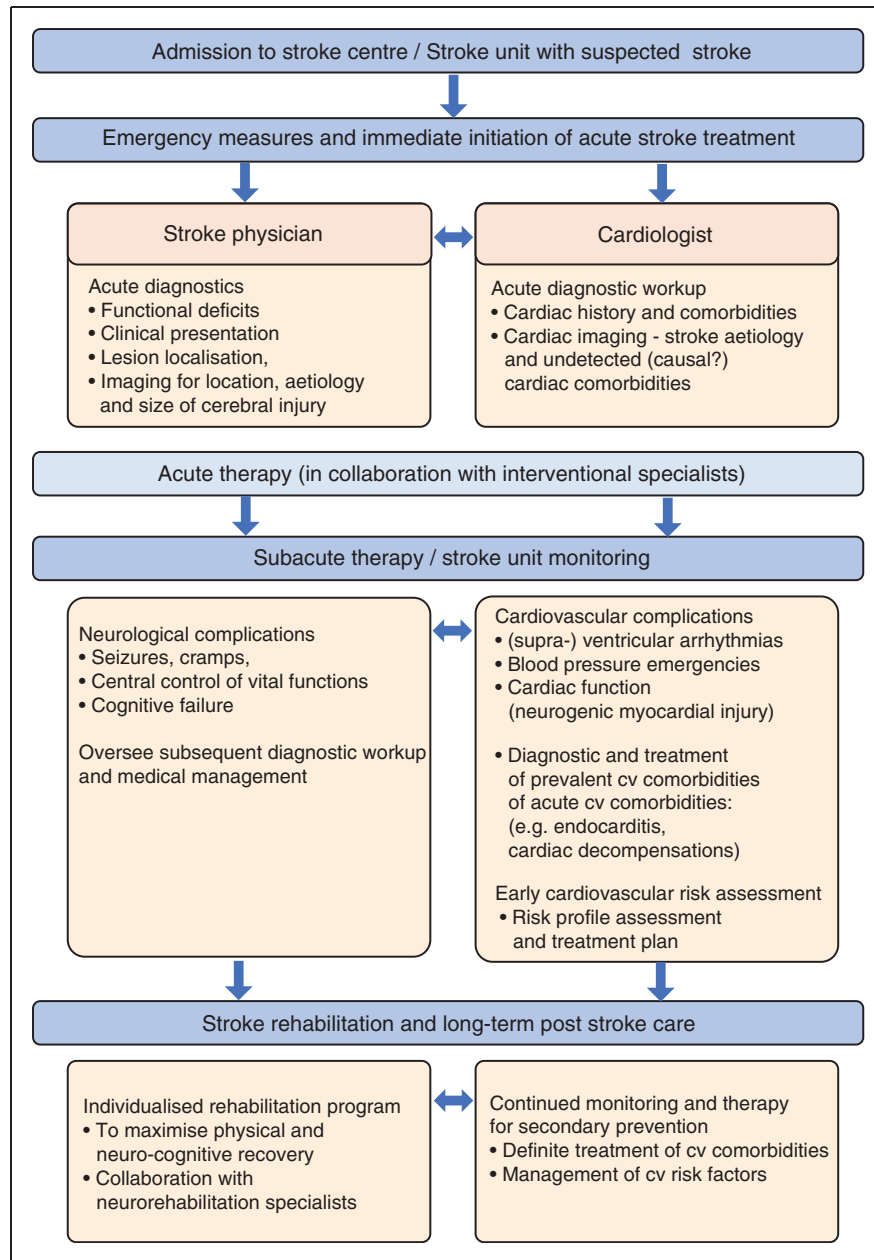 Admission to stroke centre / Stroke unit with suspected stroke
Emergency measures and immediate initiation of acute stroke treatment
Stroke physician
Acute diagnostics
• Functional deficits
• Clinical presentation
• Lesion localisation,
• Imaging for location, aetiology
and size of cerebral injury
Cardiologist
Acute diagnostic workup
• Cardiac history and comorbidities
• Cardiac imaging - stroke aetiology
and undetected (causal?)
cardiac comorbidities
Acute therapy (in collaboration with interventional specialists)
Subacute therapy / stroke unit monitoring
Neurological complications
• Seizures, cramps,
• Central control of vital functions
• Cognitive failure
Oversee subsequent diagnostic workup
and medical management
Cardiovascular complications
• (supra-) ventricular arrhythmias
• Blood pressure emergencies
• Cardiac function
(neurogenic myocardial injury)
• Diagnostic and treatment
of prevalent cv comorbidities
of acute cv comorbidities:
(e.g. endocarditis,
cardiac decompensations)
Early cardiovascular risk assessment
• Risk profile assessment
and treatment plan
Stroke rehabilitation and long-term post stroke care
Individualised rehabilitation program
• To maximise physical and
neuro-cognitive recovery
• Collaboration with
neurorehabilitation specialists
Continued monitoring and therapy
for secondary prevention
• Definite treatment of cv comorbidities
• Management of cv risk factors